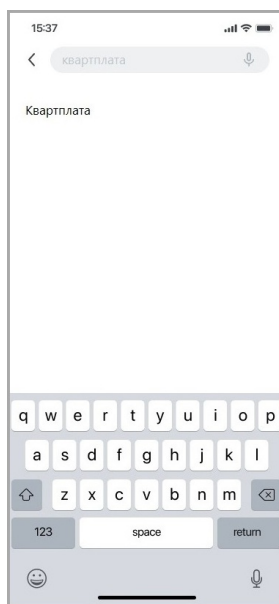 15:37
квартплата
Квартплата
q w e r t y u i o p
a s d f g h j k l
z x c v b n m
123 space return